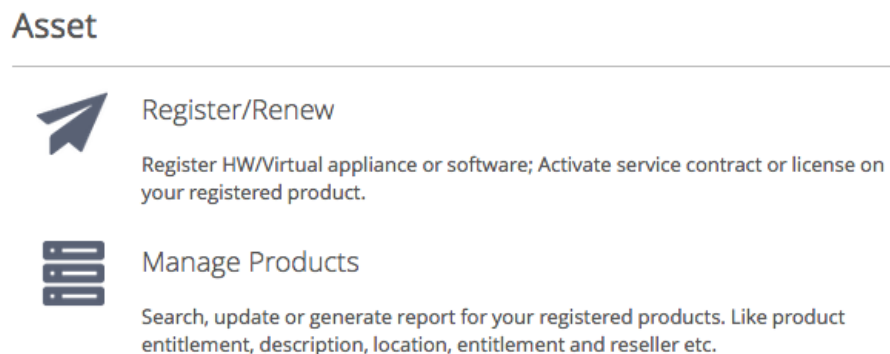 Asset
Register/Renew
Register HW/Virtual appliance or software; Activate service contract or license on
your registered product.
Manage Products
Search, update or generate report for your registered products. Like product
entitlement, description, location, entitlement and reseller etc.